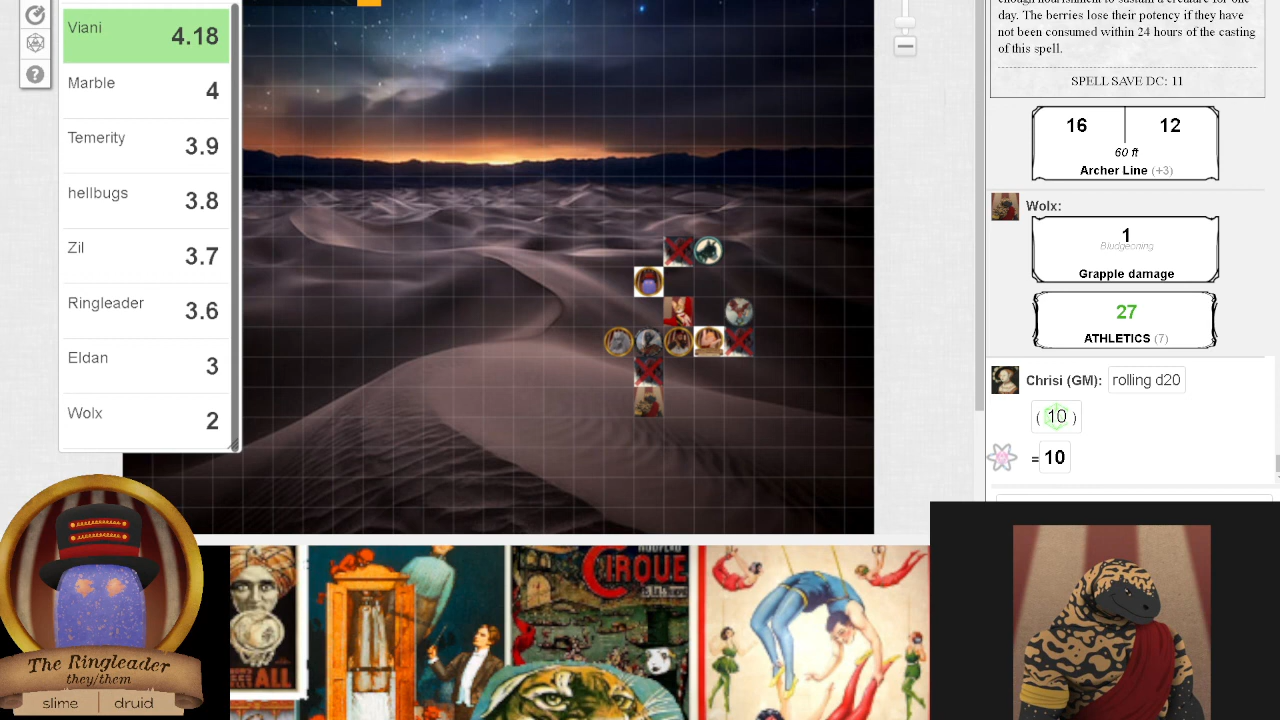 Viani
4.18
Marble
4
Temerity
3.9
hellbugs
3.8
Zil
3.7
Ringleader
3.6
Eldan
3
Wolx
2
day. The berries lose their potency if they have
not been consumed within 24 hours of the casting
of this spell.
SPELL SAVE DC: 11
16 12
60 ft
Archer Line (+3)
Wolx:
1
Bludgeoning
Grapple damage
27
ATHLETICS (7)
Chrisi (GM): rolling d20
( 10 )
= 10
The Ringleader
they/them
slime | druid
ALL
CIRQUE